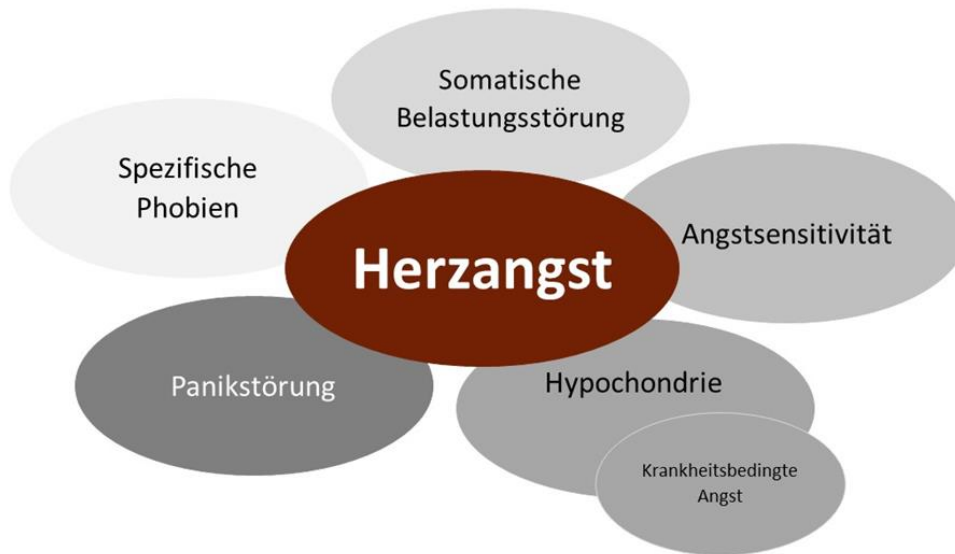 Somatische
Belastungsstörung
Spezifische
Phobien
Angstsensitivität
Herzangst
Panikstörung
Hypochondrie
Krankheitsbedingte
Angst